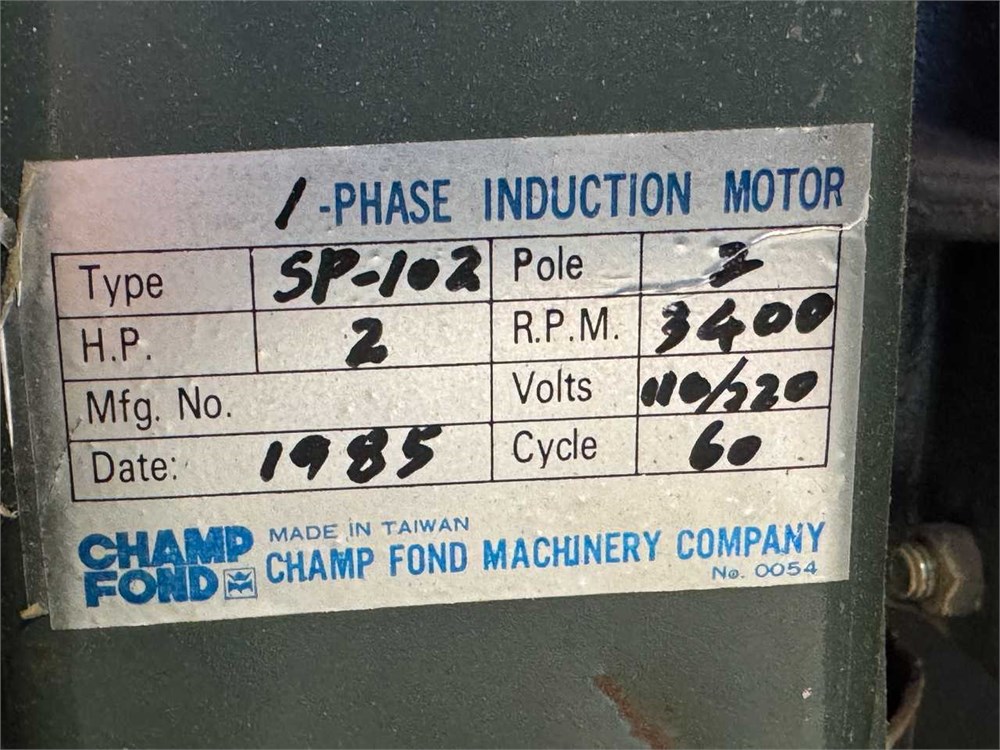 1-PHASE INDUCTION MOTOR
Type SP-102 Pole 2
H.P. 2 R.P.M. 3400
Mfg. No. Volts 110/220
Date: 1985 Cycle 60
CHAMP FOND
MADE IN TAIWAN
CHAMP FOND MACHINERY COMPANY
No. 0054